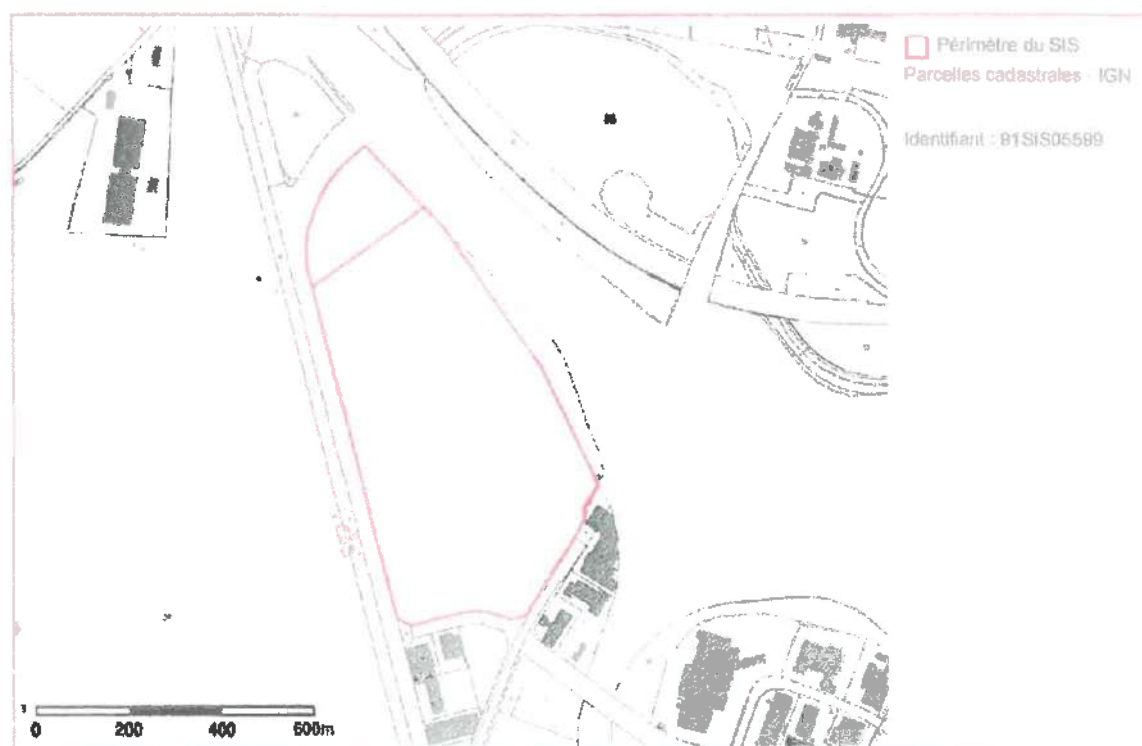 Périmètre du SIS
Parcelles cadastrales - IGN
Identifiant : 91SIS05599
0 200 400 600m